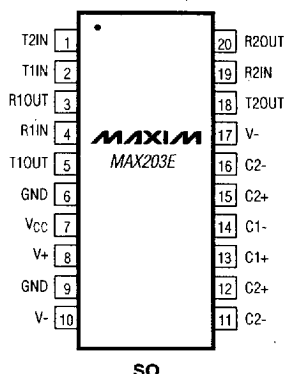 T2IN 1
T1IN 2
R1OUT 3
R1IN 4
T1OUT 5
GND 6
VCC 7
V+ 8
GND 9
V- 10
MAXIM
MAX203E
20 R2OUT
19 R2IN
18 T2OUT
17 V-
16 C2-
15 C2+
14 C1-
13 C1+
12 C2+
11 C2-
SO